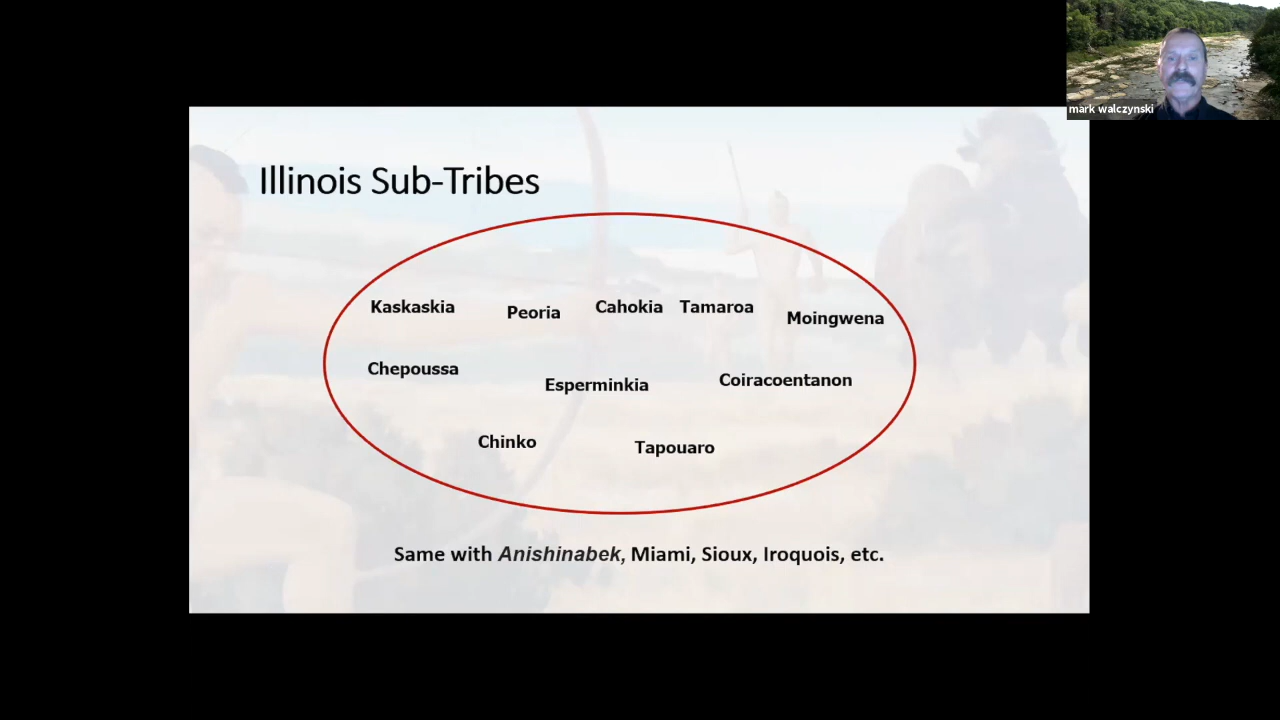 mark walczynski
Illinois Sub-Tribes
Kaskaskia Peoria Cahokia Tamaroa Moingwena
Chepoussa Esperminkia Coiracoentanon
Chinko Tapouaro
Same with Anishinabek, Miami, Sioux, Iroquois, etc.